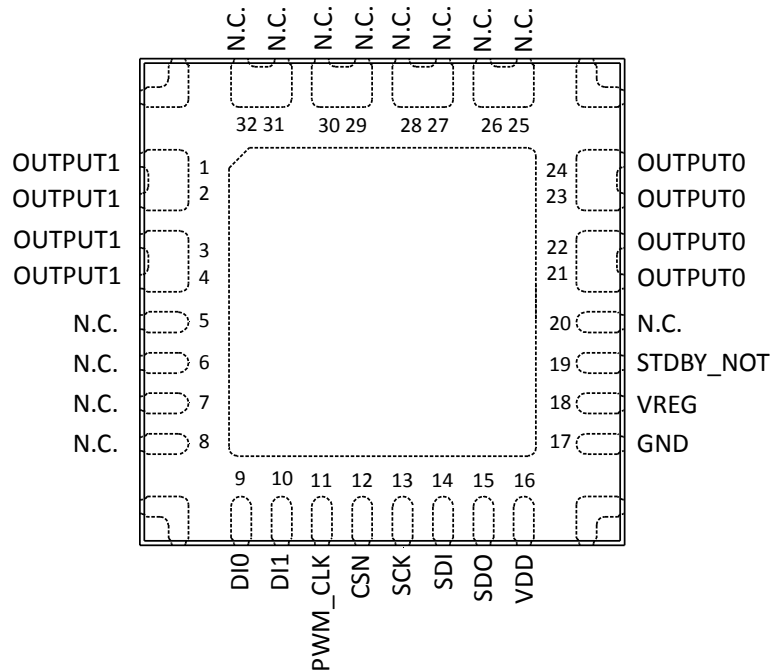 N.C. N.C. N.C. N.C. N.C. N.C. N.C. N.C.
32 31 30 29 28 27 26 25
OUTPUT1 1 24 OUTPUT0
OUTPUT1 2 23 OUTPUT0
OUTPUT1 3 22 OUTPUT0
OUTPUT1 4 21 OUTPUT0
N.C. 5 20 N.C.
N.C. 6 19 STDBY_NOT
N.C. 7 18 VREG
N.C. 8 17 GND
9 10 11 12 13 14 15 16
DI0 DI1 PWM_CLK CSN SCK SDI SDO VDD